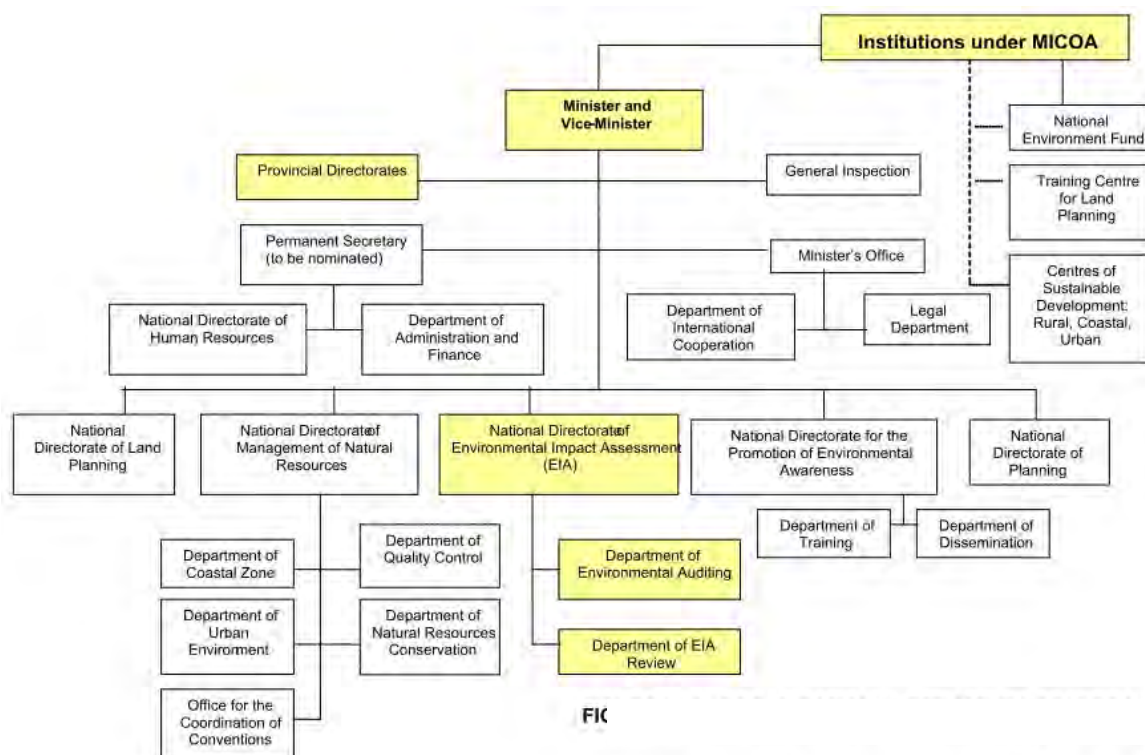 Institutions under MICOA
Minister and
Vice-Minister
National
Environment Fund
Provincial Directorates
General Inspection
Training Centre
for Land
Planning
Permanent Secretary
(to be nominated)
Minister's Office
Centres of
Sustainable
Development:
Rural, Coastal,
Urban
National Directorate of
Human Resources
Department of
Administration and
Finance
Department of
International
Cooperation
Legal
Department
National
Directorate of Land
Planning
National Directorate of
Management of Natural
Resources
National Directorate of
Environmental Impact Assessment
(EIA)
National Directorate for the
Promotion of Environmental
Awareness
National
Directorate of
Planning
Department of
Training
Department of
Dissemination
Department of
Coastal Zone
Department of
Quality Control
Department of
Environmental Auditing
Department of
Urban
Enviroment
Department of
Natural Resources
Conservation
Department of EIA
Review
Office for the
Coordination of
Conventions